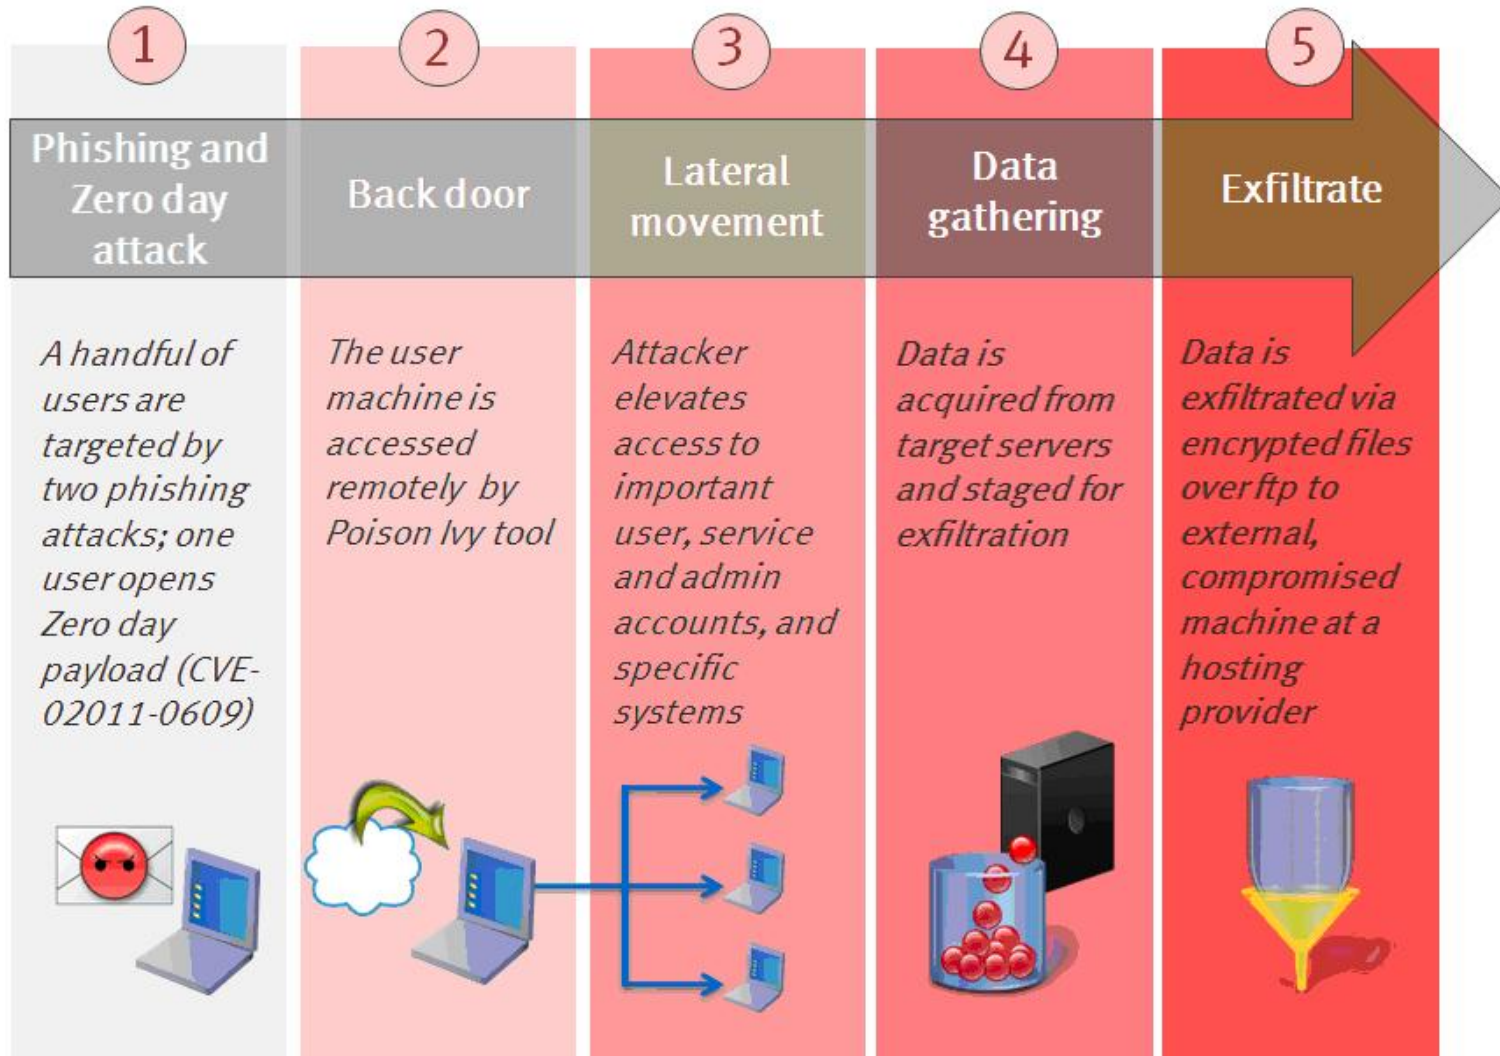 1
Phishing and
Zero day
attack
A handful of
users are
targeted by
two phishing
attacks; one
user opens
Zero day
payload (CVE-
02011-0609)
2
Back door
The user
machine is
accessed
remotely by
Poison Ivy tool
3
Lateral
movement
Attacker
elevates
access to
important
user, service
and admin
accounts, and
specific
systems
4
Data
gathering
Data is
acquired from
target servers
and staged for
exfiltration
5
Exfiltrate
Data is
exfiltrated via
encrypted files
over ftp to
external,
compromised
machine at a
hosting
provider